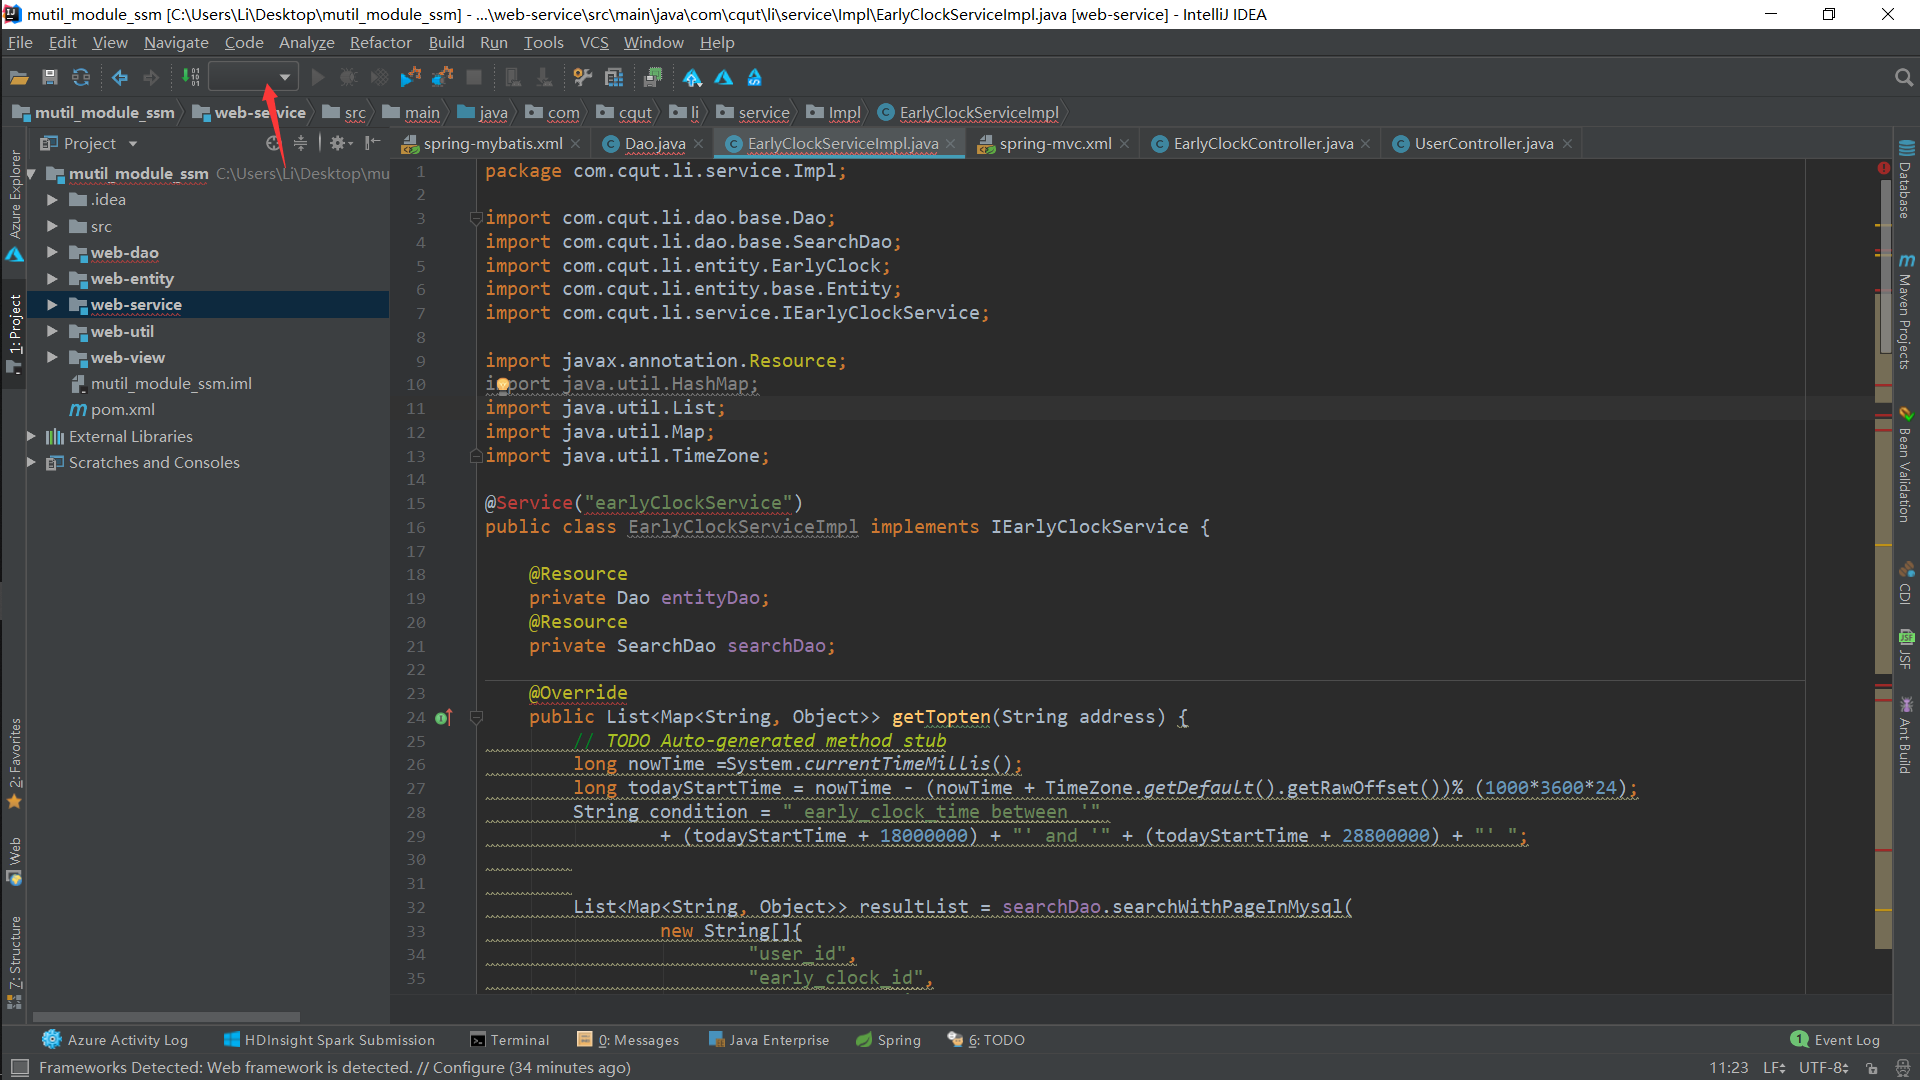 mutil_module_ssm [C:\Users\Li\Desktop\mutil_module_ssm] - ...\web-service\src\main\java\com\cqut\li\service\Impl\EarlyClockServiceImpl.java [web-service] - IntelliJ IDEA
File Edit View Navigate Code Analyze Refactor Build Run Tools VCS Window Help
mutil_module_ssm web-service src main java com cqut li service Impl EarlyClockServiceImpl
Project
spring-mybatis.xml Dao.java EarlyClockServiceImpl.java spring-mvc.xml EarlyClockController.java UserController.java
mutil_module_ssm C:\Users\Li\Desktop\mu
.idea
src
web-dao
web-entity
web-service
web-util
web-view
mutil_module_ssm.iml
pom.xml
External Libraries
Scratches and Consoles
Azure Explorer
1: Project
2: Favorites
Web
7: Structure
1 package com.cqut.li.service.Impl;
2
3 import com.cqut.li.dao.base.Dao;
4 import com.cqut.li.dao.base.SearchDao;
5 import com.cqut.li.entity.EarlyClock;
6 import com.cqut.li.entity.base.Entity;
7 import com.cqut.li.service.IEarlyClockService;
8
9 import javax.annotation.Resource;
10 import java.util.HashMap;
11 import java.util.List;
12 import java.util.Map;
13 import java.util.TimeZone;
14
15 @Service("earlyClockService")
16 public class EarlyClockServiceImpl implements IEarlyClockService {
17
18 @Resource
19 private Dao entityDao;
20 @Resource
21 private SearchDao searchDao;
22
23 @Override
24 public List<Map<String, Object>> getTopten(String address) {
25 // TODO Auto-generated method stub
26 long nowTime =System.currentTimeMillis();
27 long todayStartTime = nowTime - (nowTime + TimeZone.getDefault().getRawOffset())% (1000*3600*24);
28 String condition = " early_clock_time between '"
29 + (todayStartTime + 18000000) + "' and '" + (todayStartTime + 28800000) + "' ";
30
31
32 List<Map<String, Object>> resultList = searchDao.searchWithPageInMysql(
33 new String[]{
34 "user_id",
35 "early_clock_id",
Database
Maven Projects
Bean Validation
CDI
JSF
Ant Build
Azure Activity Log HDInsight Spark Submission Terminal 0: Messages Java Enterprise Spring 6: TODO 1 Event Log
Frameworks Detected: Web framework is detected. // Configure (34 minutes ago) 11:23 LF UTF-8